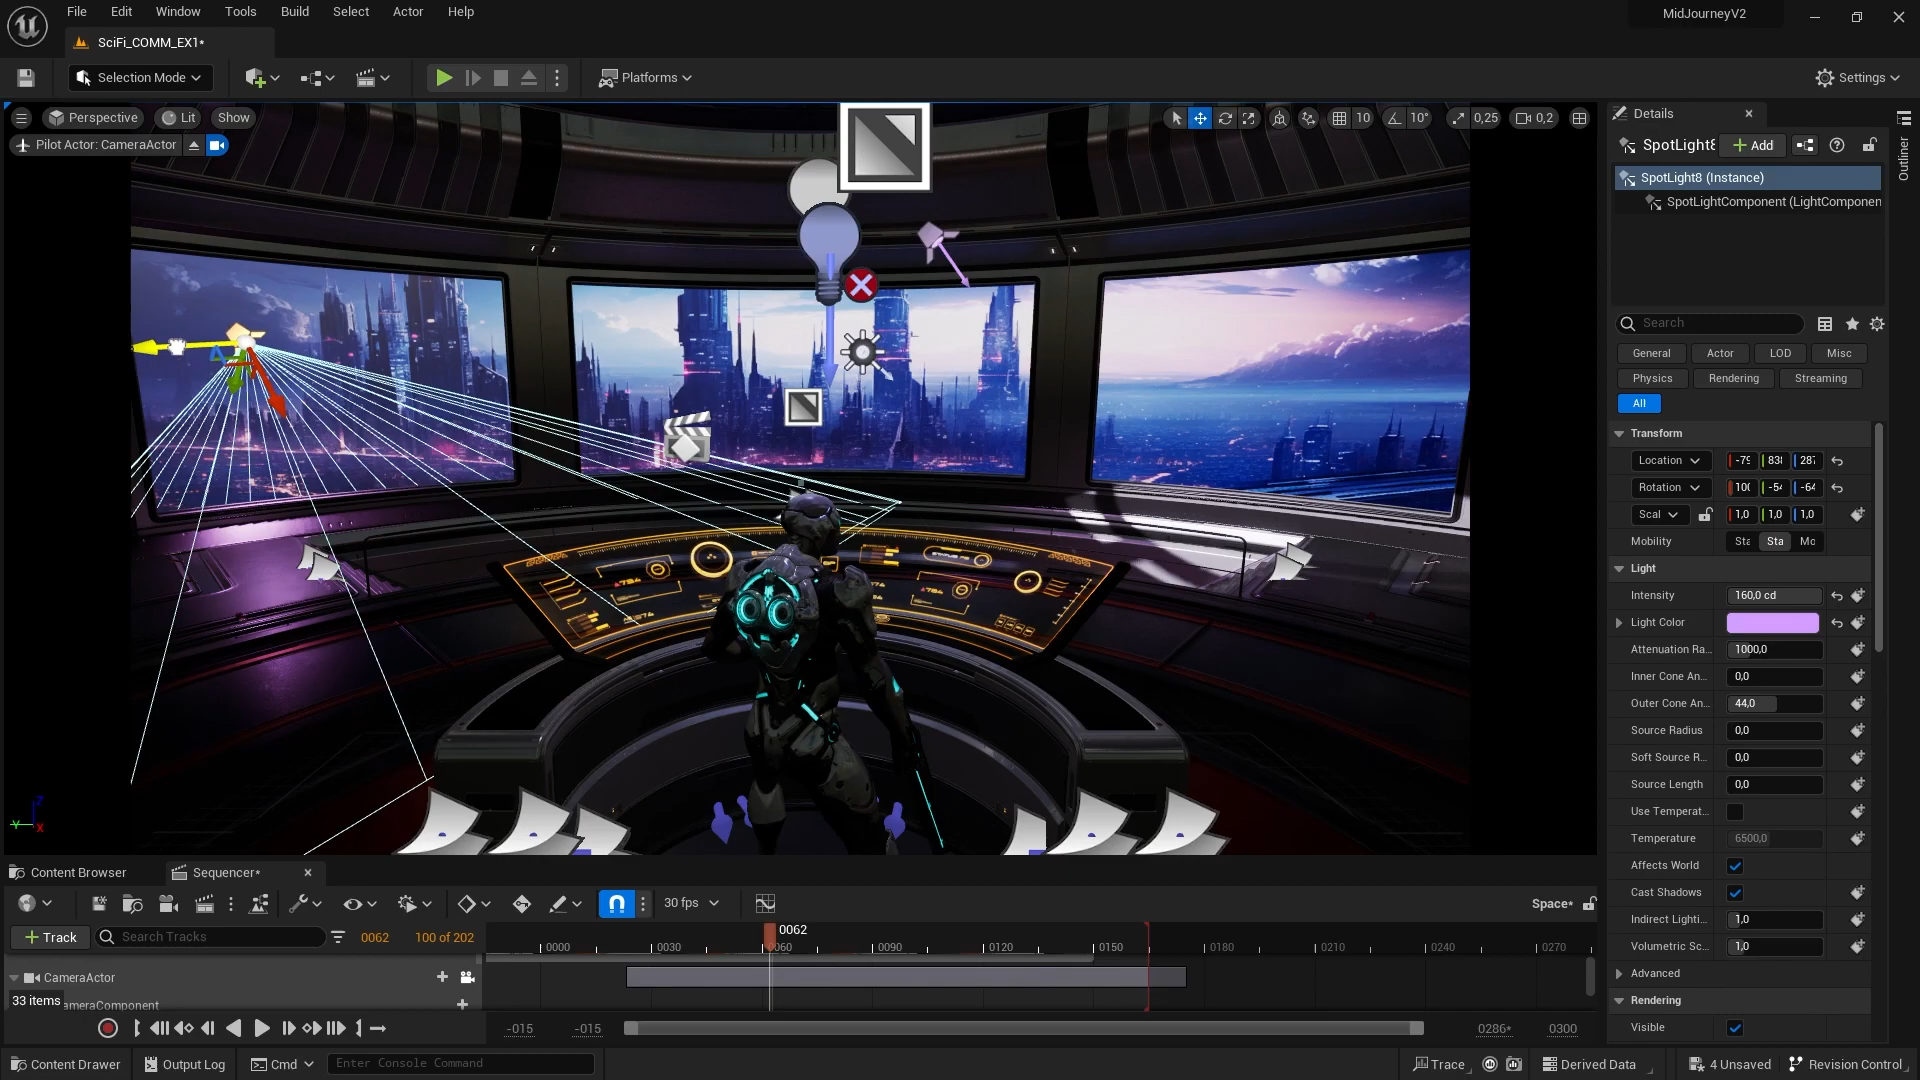 File Edit Window Tools Build Select Actor Help
MidJourneyV2
SciFi_COMM_EX1*
Selection Mode
Platforms
Settings
Perspective Lit Show
10 10° 0,25 0,2
Pilot Actor: CameraActor
Details
Outliner
SpotLight8 Add
SpotLight8 (Instance)
SpotLightComponent (LightComponen
Search
General Actor LOD Misc
Physics Rendering Streaming
All
Transform
Location -79 838 287
Rotation 100 -54 -64
Scal 1,0 1,0 1,0
Mobility Sta Sta Mo
Light
Intensity 160,0 cd
Light Color
Attenuation Ra... 1000,0
Inner Cone An... 0,0
Outer Cone An... 44,0
Source Radius 0,0
Soft Source R... 0,0
Source Length 0,0
Use Temperat...
Temperature 6500,0
Affects World
Cast Shadows
Indirect Lighti... 1,0
Volumetric Sc... 1,0
Advanced
Rendering
Visible
Z
Y X
Content Browser Sequencer*
30 fps Space*
Track Search Tracks 0062 100 of 202
0062
0000 0030 0060 0090 0120 0150 0180 0210 0240 0270
CameraActor
33 items ameraComponent
-015 -015 0286* 0300
Content Drawer Output Log Cmd Enter Console Command Trace Derived Data 4 Unsaved Revision Control